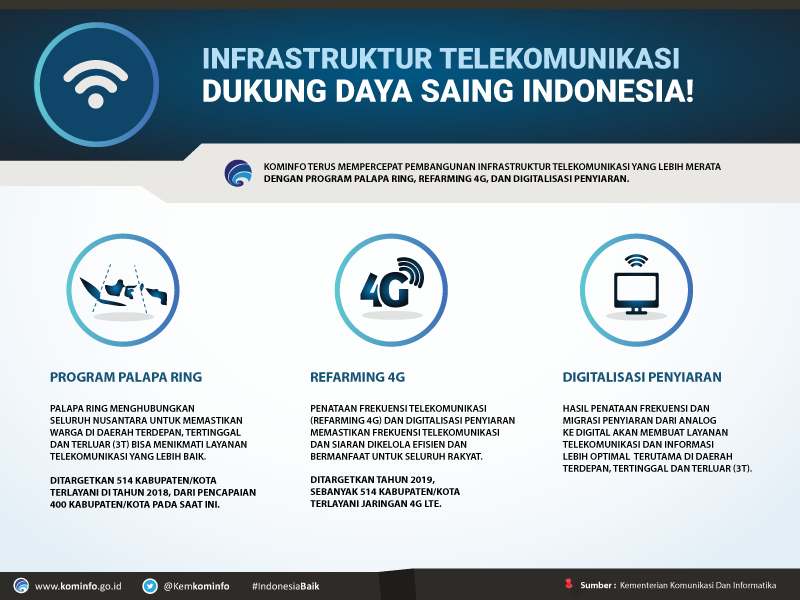 INFRASTRUKTUR TELEKOMUNIKASI
DUKUNG DAYA SAING INDONESIA!
KOMINFO TERUS MEMPERCEPAT PEMBANGUNAN INFRASTRUKTUR TELEKOMUNIKASI YANG LEBIH MERATA
DENGAN PROGRAM PALAPA RING, REFARMING 4G, DAN DIGITALISASI PENYIARAN.
4G
PROGRAM PALAPA RING
PALAPA RING MENGHUBUNGKAN
SELURUH NUSANTARA UNTUK MEMASTIKAN
WARGA DI DAERAH TERDEPAN, TERTINGGAL
DAN TERLUAR (3T) BISA MENIKMATI LAYANAN
TELEKOMUNIKASI YANG LEBIH BAIK.
DITARGETKAN 514 KABUPATEN/KOTA
TERLAYANI DI TAHUN 2018, DARI PENCAPAIAN
400 KABUPATEN/KOTA PADA SAAT INI.
REFARMING 4G
PENATAAN FREKUENSI TELEKOMUNIKASI
(REFARMING 4G) DAN DIGITALISASI PENYIARAN
MEMASTIKAN FREKUENSI TELEKOMUNIKASI
DAN SIARAN DIKELOLA EFISIEN DAN
BERMANFAAT UNTUK SELURUH RAKYAT.
DITARGETKAN TAHUN 2019,
SEBANYAK 514 KABUPATEN/KOTA
TERLAYANI JARINGAN 4G LTE.
DIGITALISASI PENYIARAN
HASIL PENATAAN FREKUENSI DAN
MIGRASI PENYIARAN DARI ANALOG
KE DIGITAL AKAN MEMBUAT LAYANAN
TELEKOMUNIKASI DAN INFORMASI
LEBIH OPTIMAL TERUTAMA DI DAERAH
TERDEPAN, TERTINGGAL DAN TERLUAR (3T).
www.kominfo.go.id
@Kemkominfo
#IndonesiaBaik
Sumber : Kementerian Komunikasi Dan Informatika